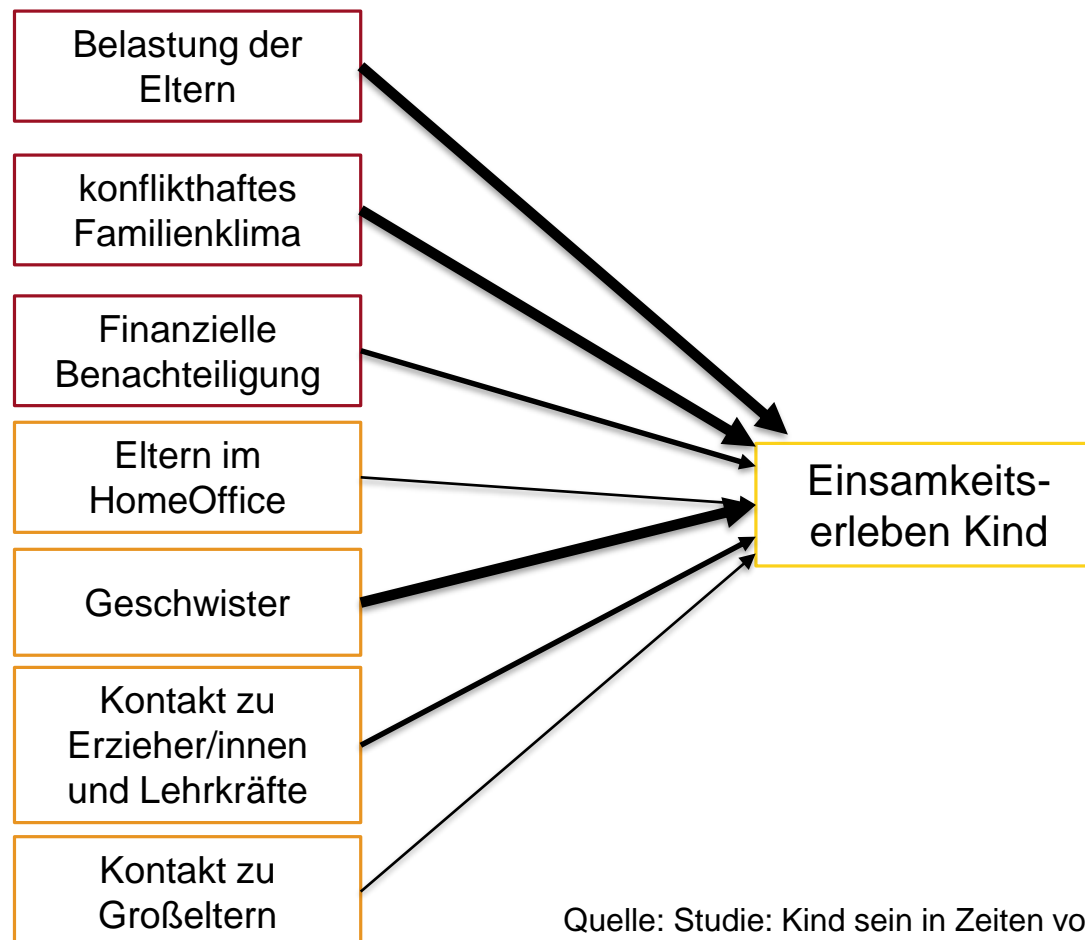 Belastung der
Eltern
konflikthaftes
Familienklima
Finanzielle
Benachteiligung
Eltern im
HomeOffice
Geschwister
Kontakt zu
Erzieher/innen
und Lehrkräfte
Kontakt zu
Großeltern
Einsamkeits-
erleben Kind
Quelle: Studie: Kind sein in Zeiten vo